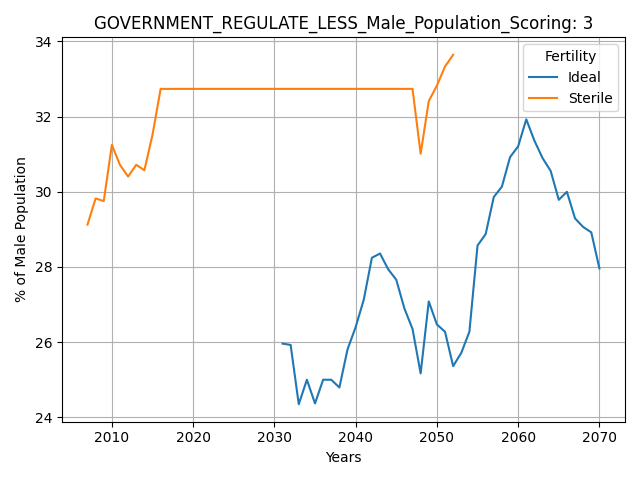 GOVERNMENT_REGULATE_LESS_Male_Population_Scoring: 3
34
32
30
28
26
24
% of Male Population
Fertility
Ideal
Sterile
2010 2020 2030 2040 2050 2060 2070
Years